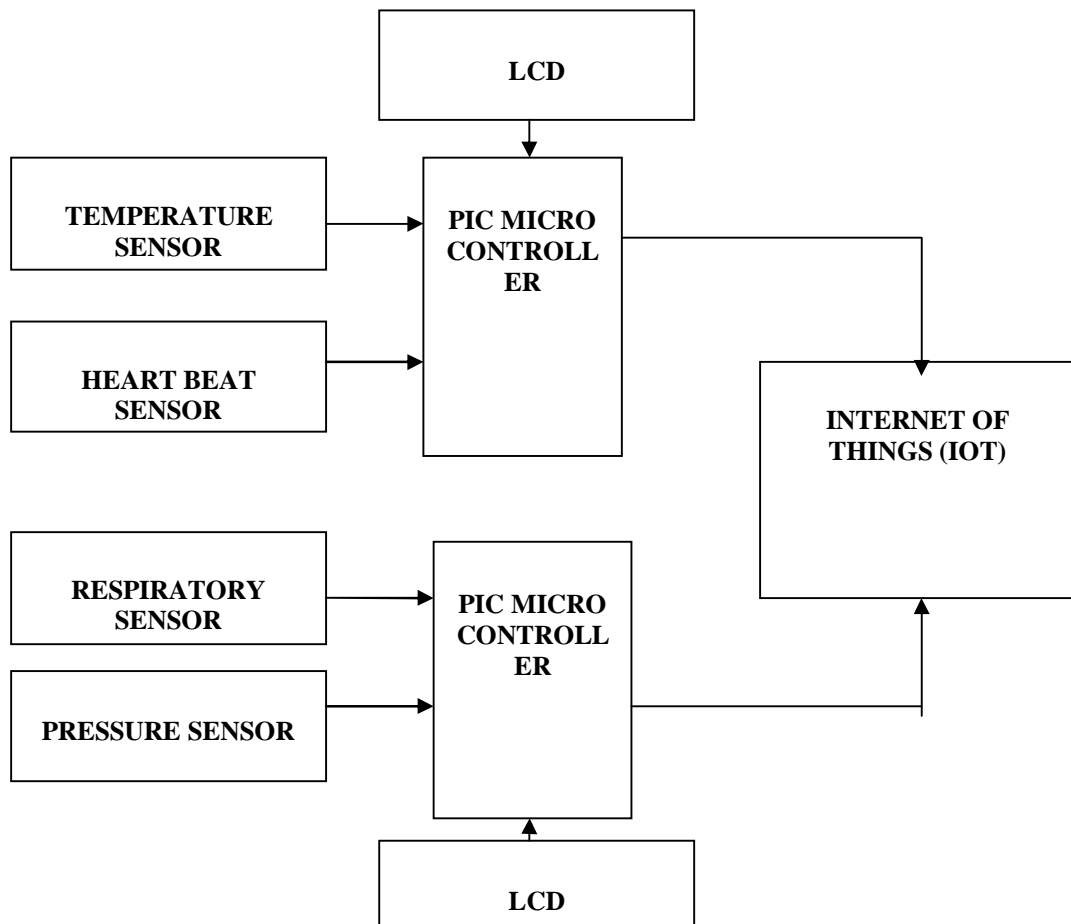 LCD
TEMPERATURE
SENSOR
PIC MICRO
CONTROLL
ER
HEART BEAT
SENSOR
INTERNET OF
THINGS (IOT)
RESPIRATORY
SENSOR
PIC MICRO
CONTROLL
ER
PRESSURE SENSOR
LCD